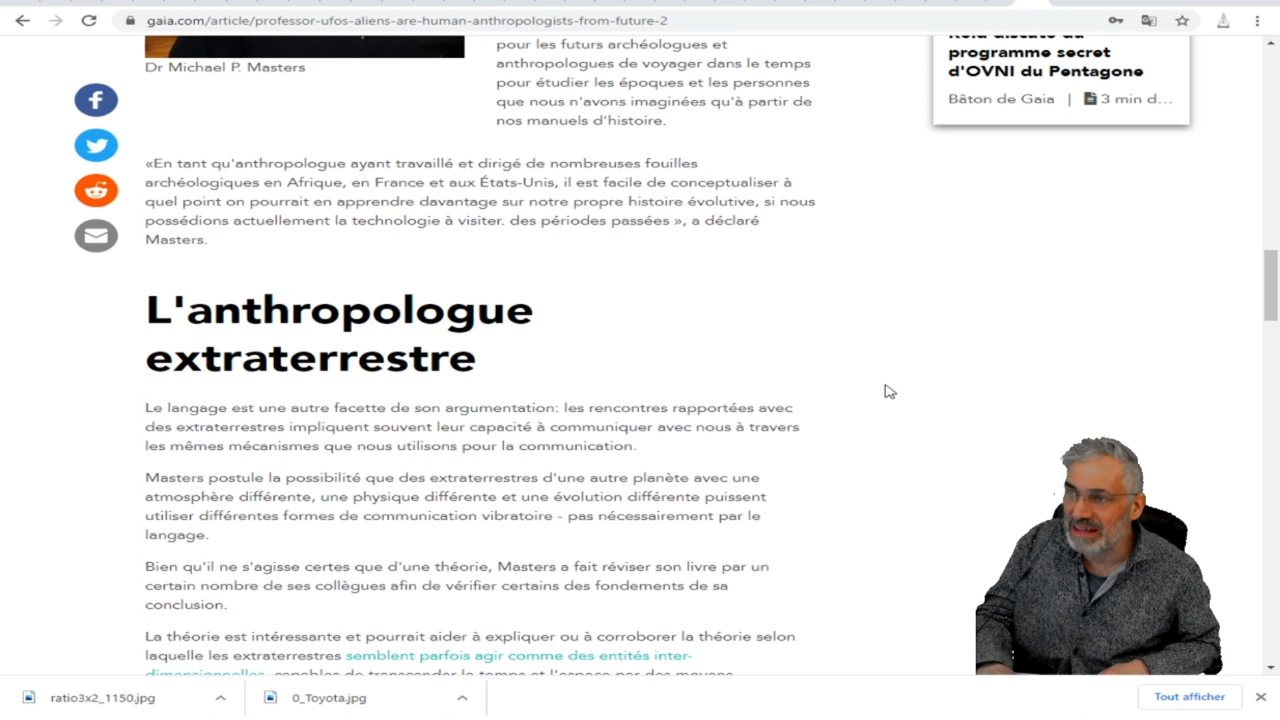 gaia.com/article/professor-ufos-aliens-are-human-anthropologists-from-future-2
pour les futurs archéologues et
anthropologues de voyager dans le temps
pour étudier les époques et les personnes
que nous n'avons imaginées qu'à partir de
nos manuels d'histoire.
Dr Michael P. Masters
programme secret
d'OVNI du Pentagone
Bâton de Gaia | 3 min d...
«En tant qu'anthropologue ayant travaillé et dirigé de nombreuses fouilles
archéologiques en Afrique, en France et aux États-Unis, il est facile de conceptualiser à
quel point on pourrait en apprendre davantage sur notre propre histoire évolutive, si nous
possédions actuellement la technologie à visiter. des périodes passées », a déclaré
Masters.
L'anthropologue
extraterrestre
Le langage est une autre facette de son argumentation: les rencontres rapportées avec
des extraterrestres impliquent souvent leur capacité à communiquer avec nous à travers
les mêmes mécanismes que nous utilisons pour la communication.
Masters postule la possibilité que des extraterrestres d'une autre planète avec une
atmosphère différente, une physique différente et une évolution différente puissent
utiliser différentes formes de communication vibratoire - pas nécessairement par le
langage.
Bien qu'il ne s'agisse certes que d'une théorie, Masters a fait réviser son livre par un
certain nombre de ses collègues afin de vérifier certains des fondements de sa
conclusion.
La théorie est intéressante et pourrait aider à expliquer ou à corroborer la théorie selon
laquelle les extraterrestres semblent parfois agir comme des entités inter-
dimensionnelles, capables de transcender le temps et l'espace par des moyens
ratio3x2_1150.jpg
0_Toyota.jpg
Tout afficher